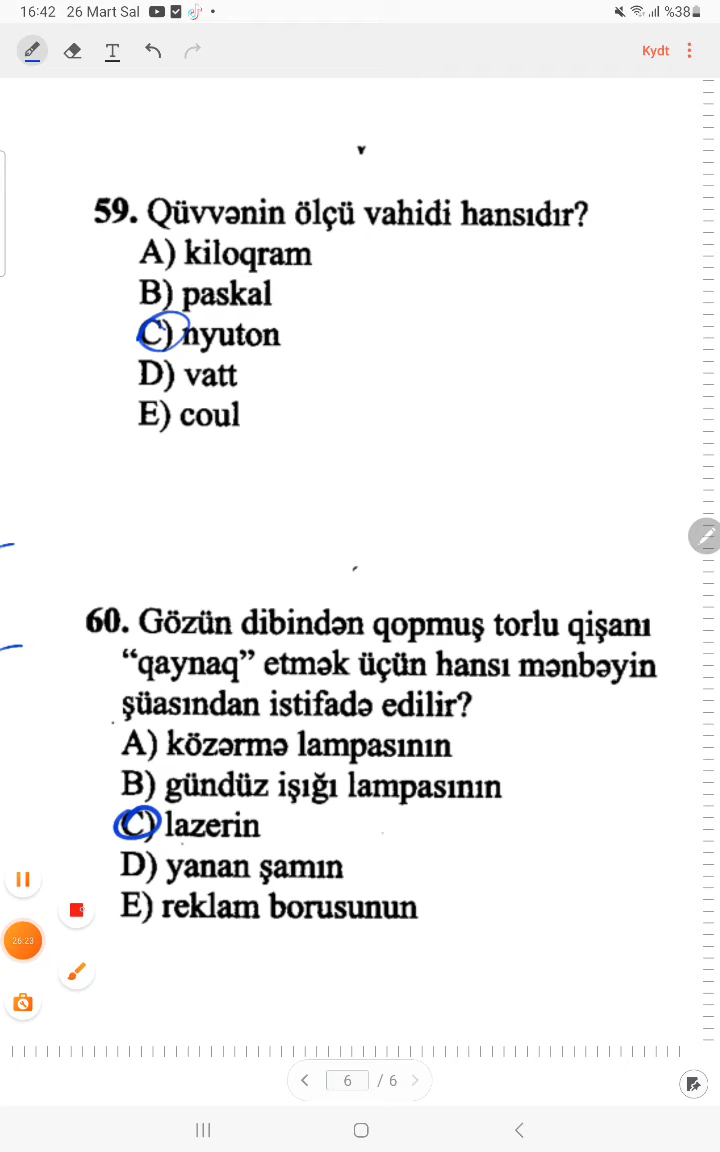 16:42 26 Mart Sal • %38
T Kydt
59. Qüvvənin ölçü vahidi hansıdır?
A) kiloqram
B) paskal
C) nyuton
D) vatt
E) coul
60. Gözün dibindən qopmuş torlu qişanı
“qaynaq” etmək üçün hansı mənbəyin
şüasından istifadə edilir?
A) közərmə lampasının
B) gündüz işığı lampasının
C) lazerin
D) yanan şamın
E) reklam borusunun
26:23
6 / 6